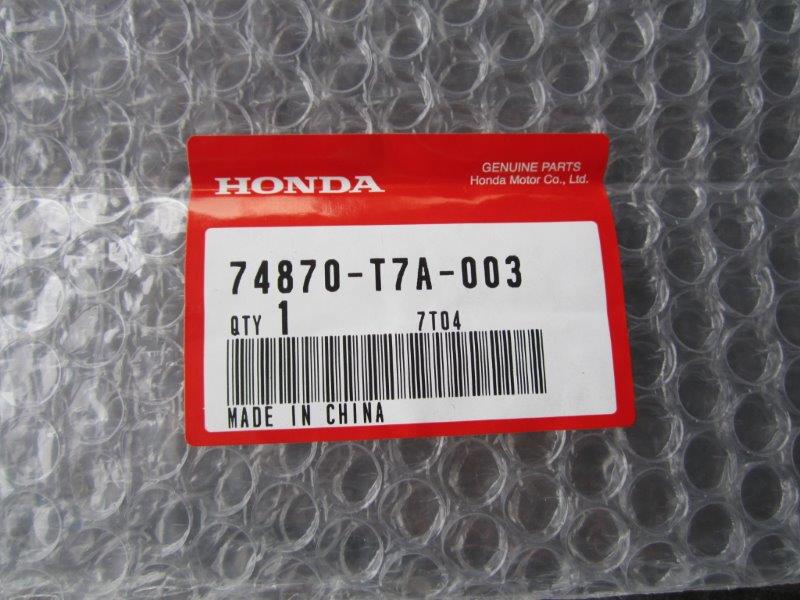 HONDA
GENUINE PARTS
Honda Motor Co., Ltd.
74870-T7A-003
QTY 1 7T04
MADE IN CHINA